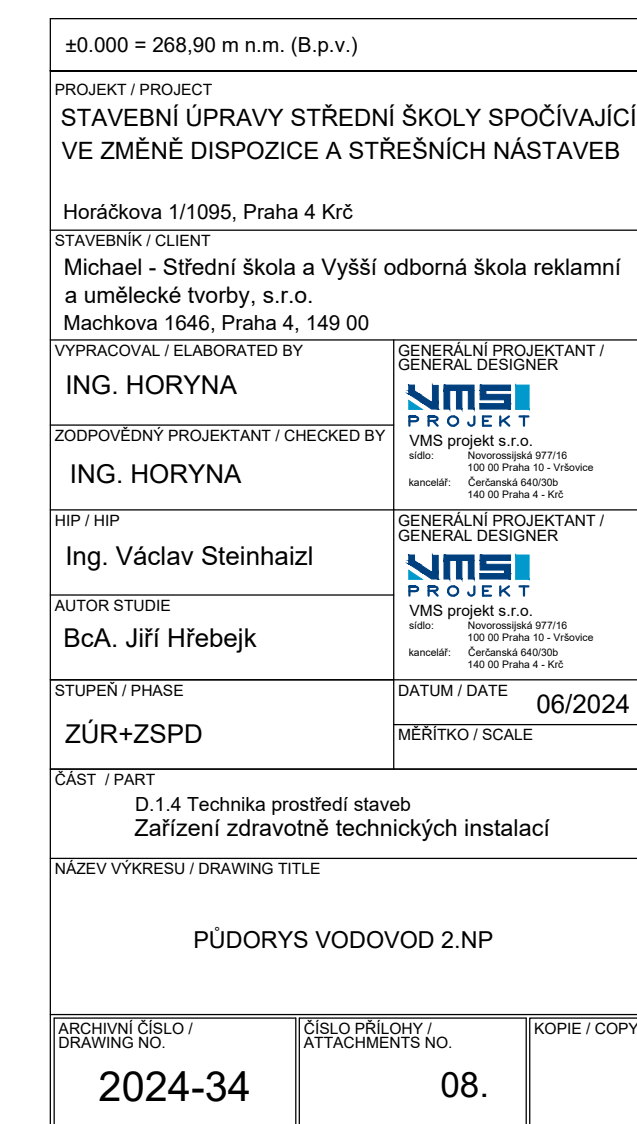 ±0.000 = 268,90 m n.m. (B.p.v.)
PROJEKT / PROJECT
STAVEBNÍ ÚPRAVY STŘEDNÍ ŠKOLY SPOČÍVAJÍCÍ
VE ZMĚNĚ DISPOZICE A STŘEŠNÍCH NÁSTAVEB
Horáčkova 1/1095, Praha 4 Krč
STAVEBNÍK / CLIENT
Michael - Střední škola a Vyšší odborná škola reklamní
a umělecké tvorby, s.r.o.
Machkova 1646, Praha 4, 149 00
VYPRACOVAL / ELABORATED BY
ING. HORYNA
ZODPOVĚDNÝ PROJEKTANT / CHECKED BY
ING. HORYNA
GENERÁLNÍ PROJEKTANT /
GENERAL DESIGNER
VMS
PROJEKT
VMS projekt s.r.o.
sídlo: Novorossijská 977/16
100 00 Praha 10 - Vršovice
kancelář: Čerčanská 640/30b
140 00 Praha 4 - Krč
HIP / HIP
Ing. Václav Steinhaizl
AUTOR STUDIE
BcA. Jiří Hřebejk
GENERÁLNÍ PROJEKTANT /
GENERAL DESIGNER
VMS
PROJEKT
VMS projekt s.r.o.
sídlo: Novorossijská 977/16
100 00 Praha 10 - Vršovice
kancelář: Čerčanská 640/30b
140 00 Praha 4 - Krč
STUPEŇ / PHASE
ZÚR+ZSPD
DATUM / DATE
06/2024
MĚŘÍTKO / SCALE
ČÁST / PART
D.1.4 Technika prostředí staveb
Zařízení zdravotně technických instalací
NÁZEV VÝKRESU / DRAWING TITLE
PŮDORYS VODOVOD 2.NP
ARCHIVNÍ ČÍSLO /
DRAWING NO.
2024-34
ČÍSLO PŘÍLOHY /
ATTACHMENTS NO.
08.
KOPIE / COPY